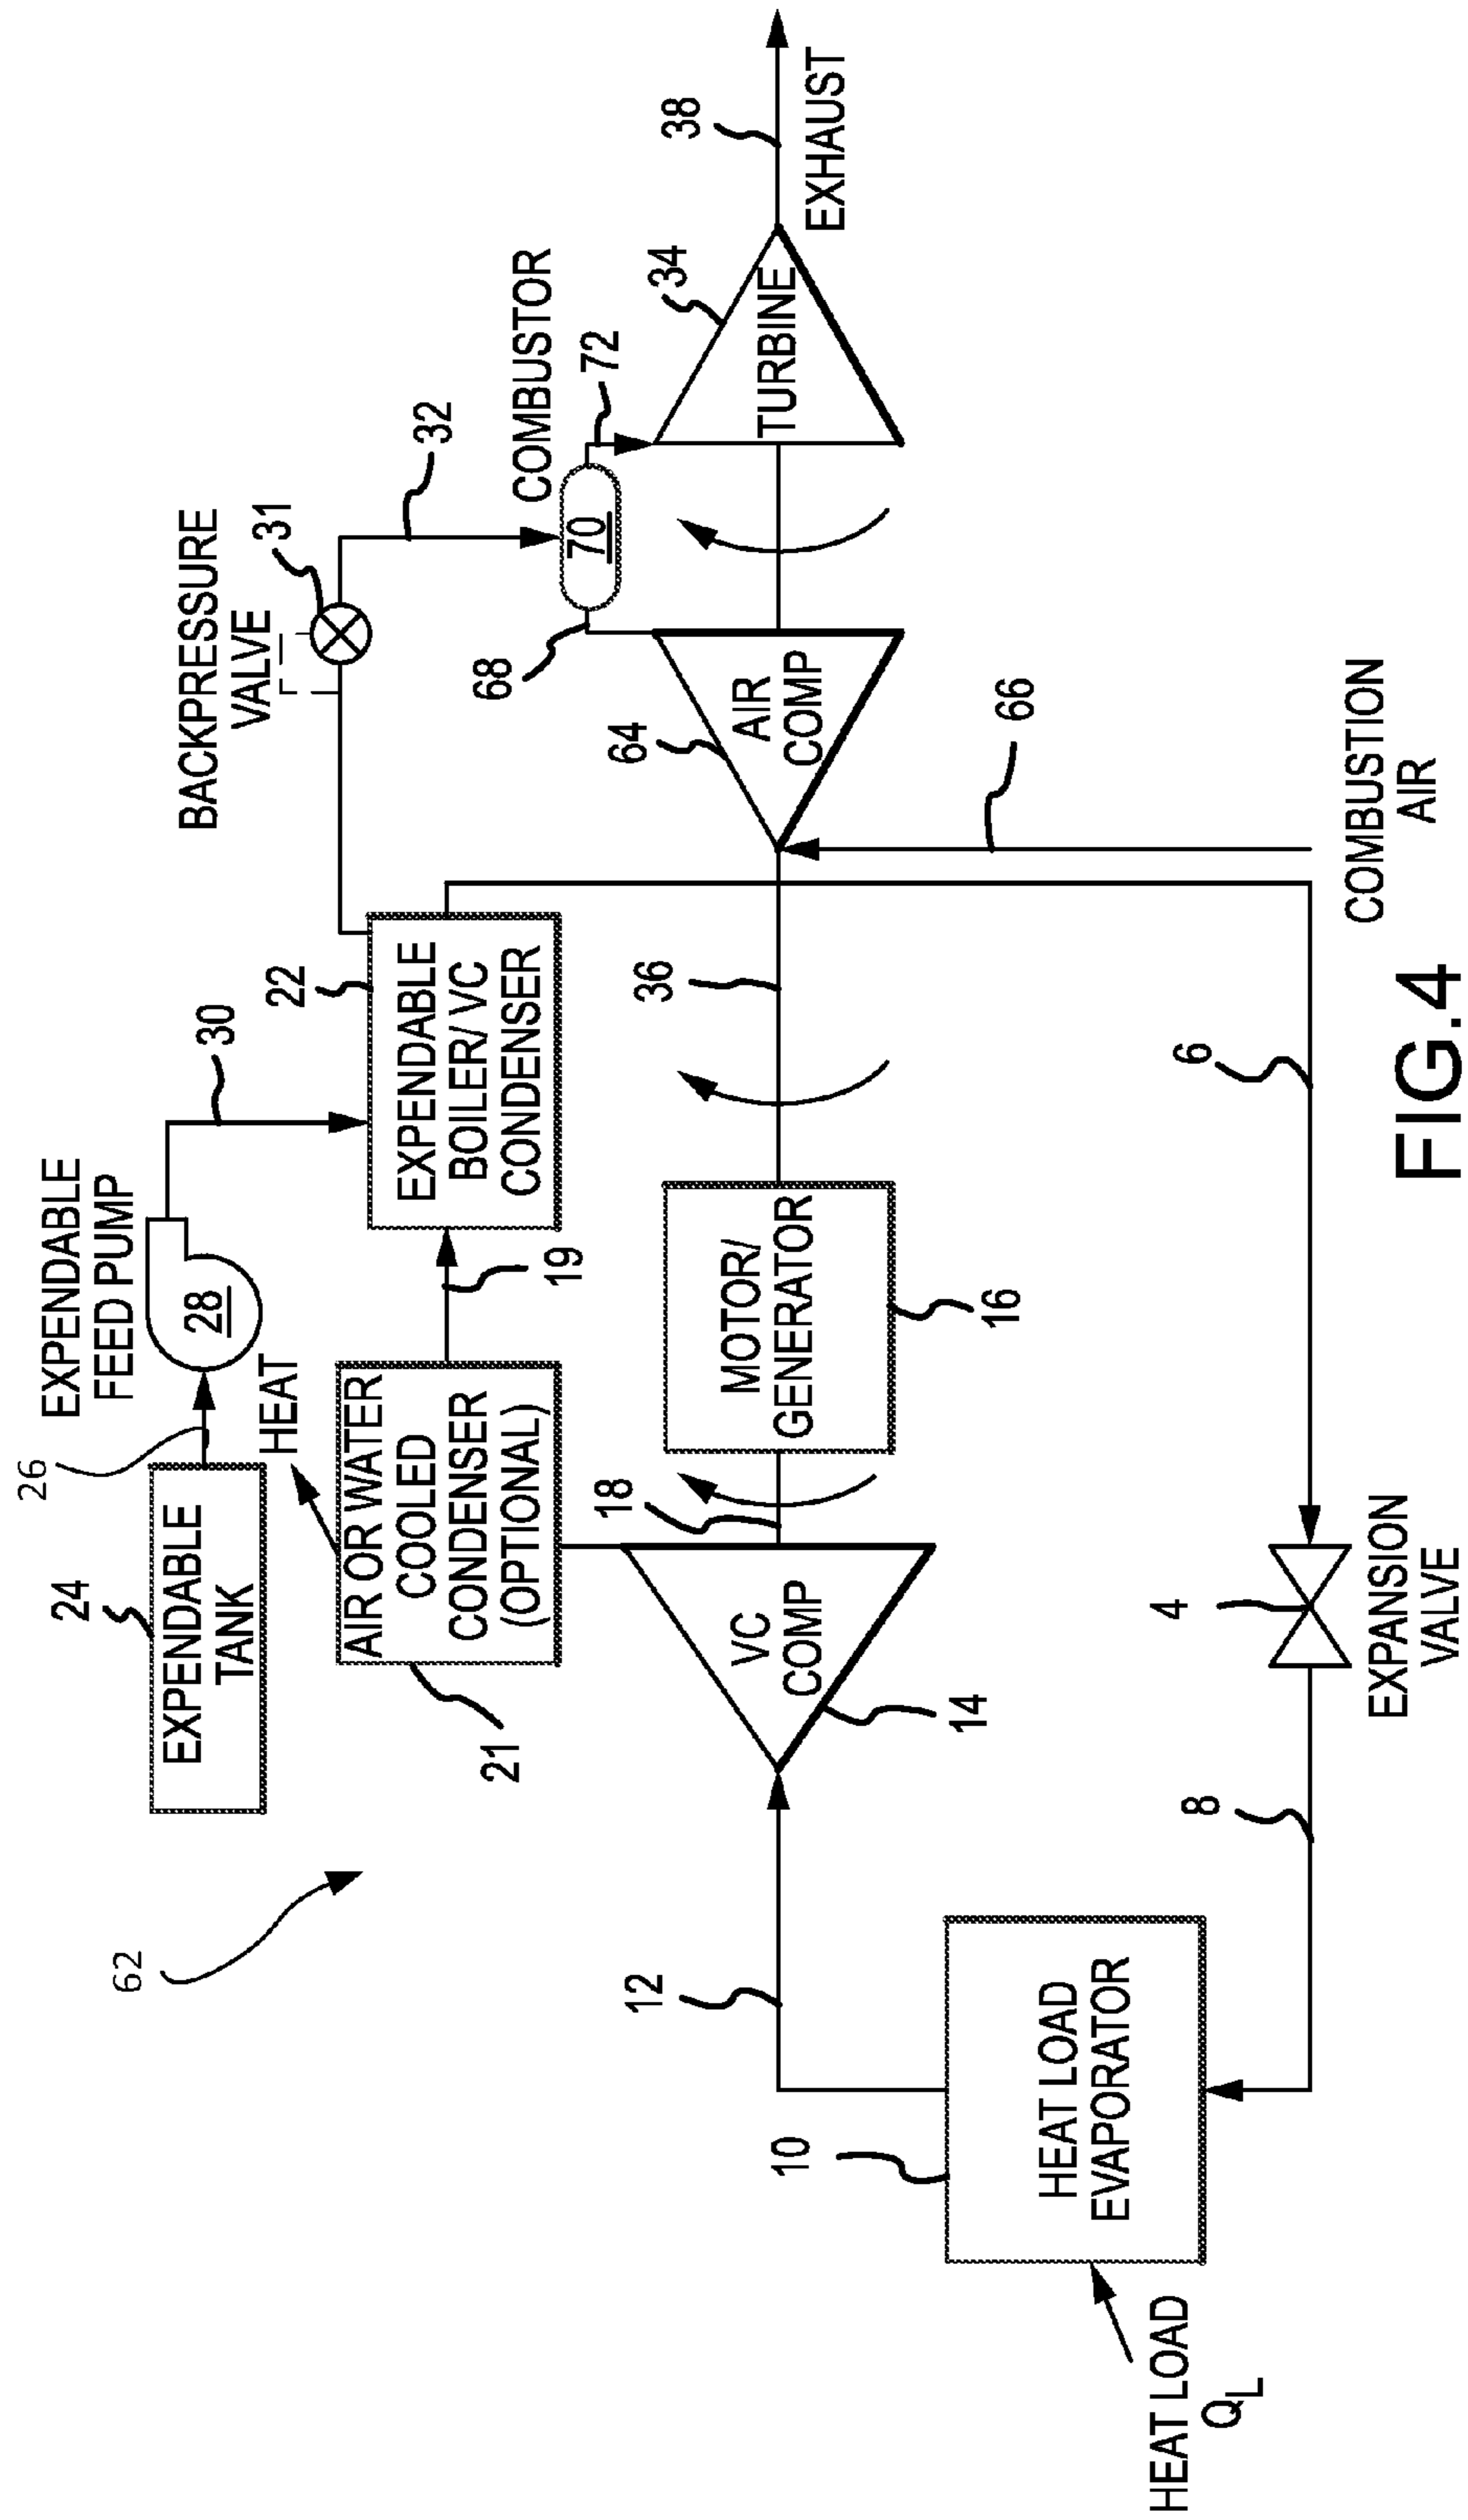 62
24
EXPENDABLE
TANK
26
EXPENDABLE
FEED PUMP
28
30
HEAT
AIR OR WATER
COOLED
CONDENSER
(OPTIONAL)
21
19
22
EXPENDABLE
BOILER/ VC
CONDENSER
BACKPRESSURE
VALVE
31
32
COMBUSTOR
70
68
72
34
TURBINE
38
EXHAUST
64
AIR
COMP
66
COMBUSTION
AIR
36
MOTOR/
GENERATOR
16
18
VC
COMP
14
12
10
HEAT LOAD
EVAPORATOR
HEAT LOAD
QL
8
4
EXPANSION
VALVE
6
FIG.4